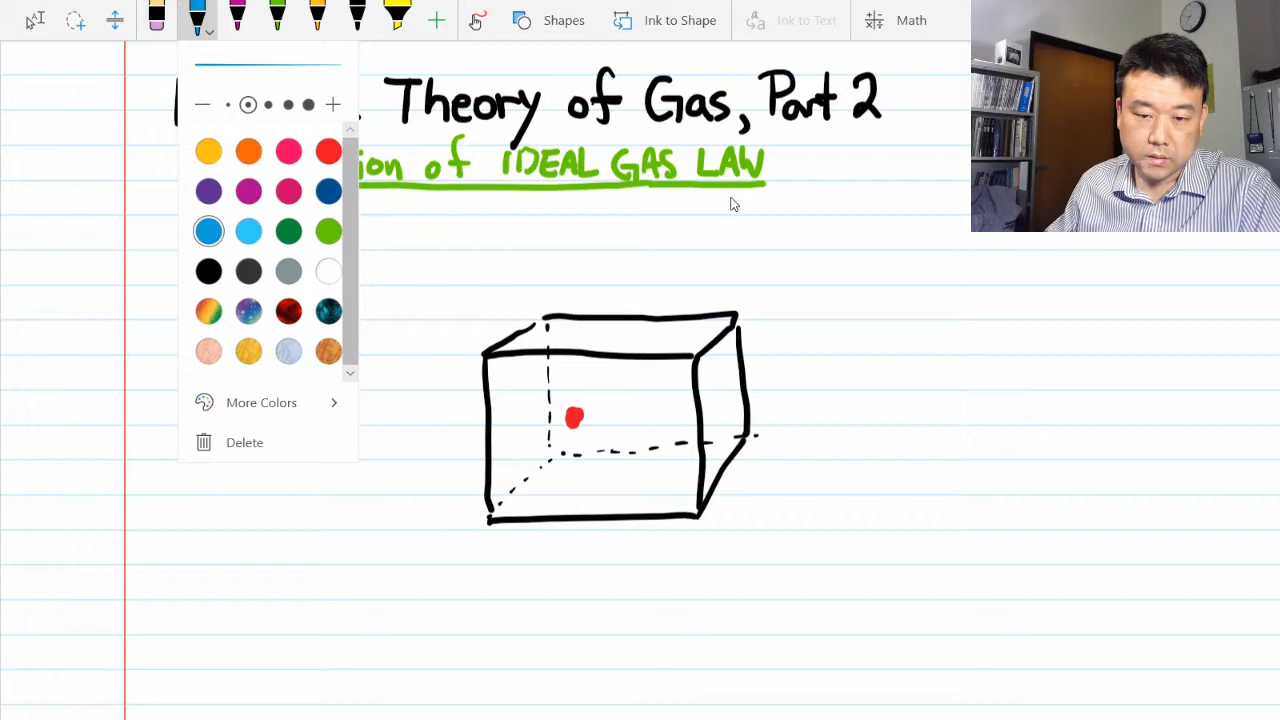 Shapes Ink to Shape Ink to Text Math
Theory of Gas, Part 2
ion of IDEAL GAS LAW
More Colors
Delete